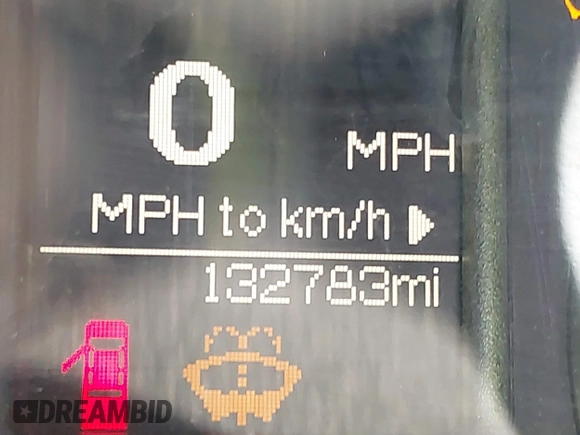 0
MPH
MPH to km/h
132783mi
DREAMBID